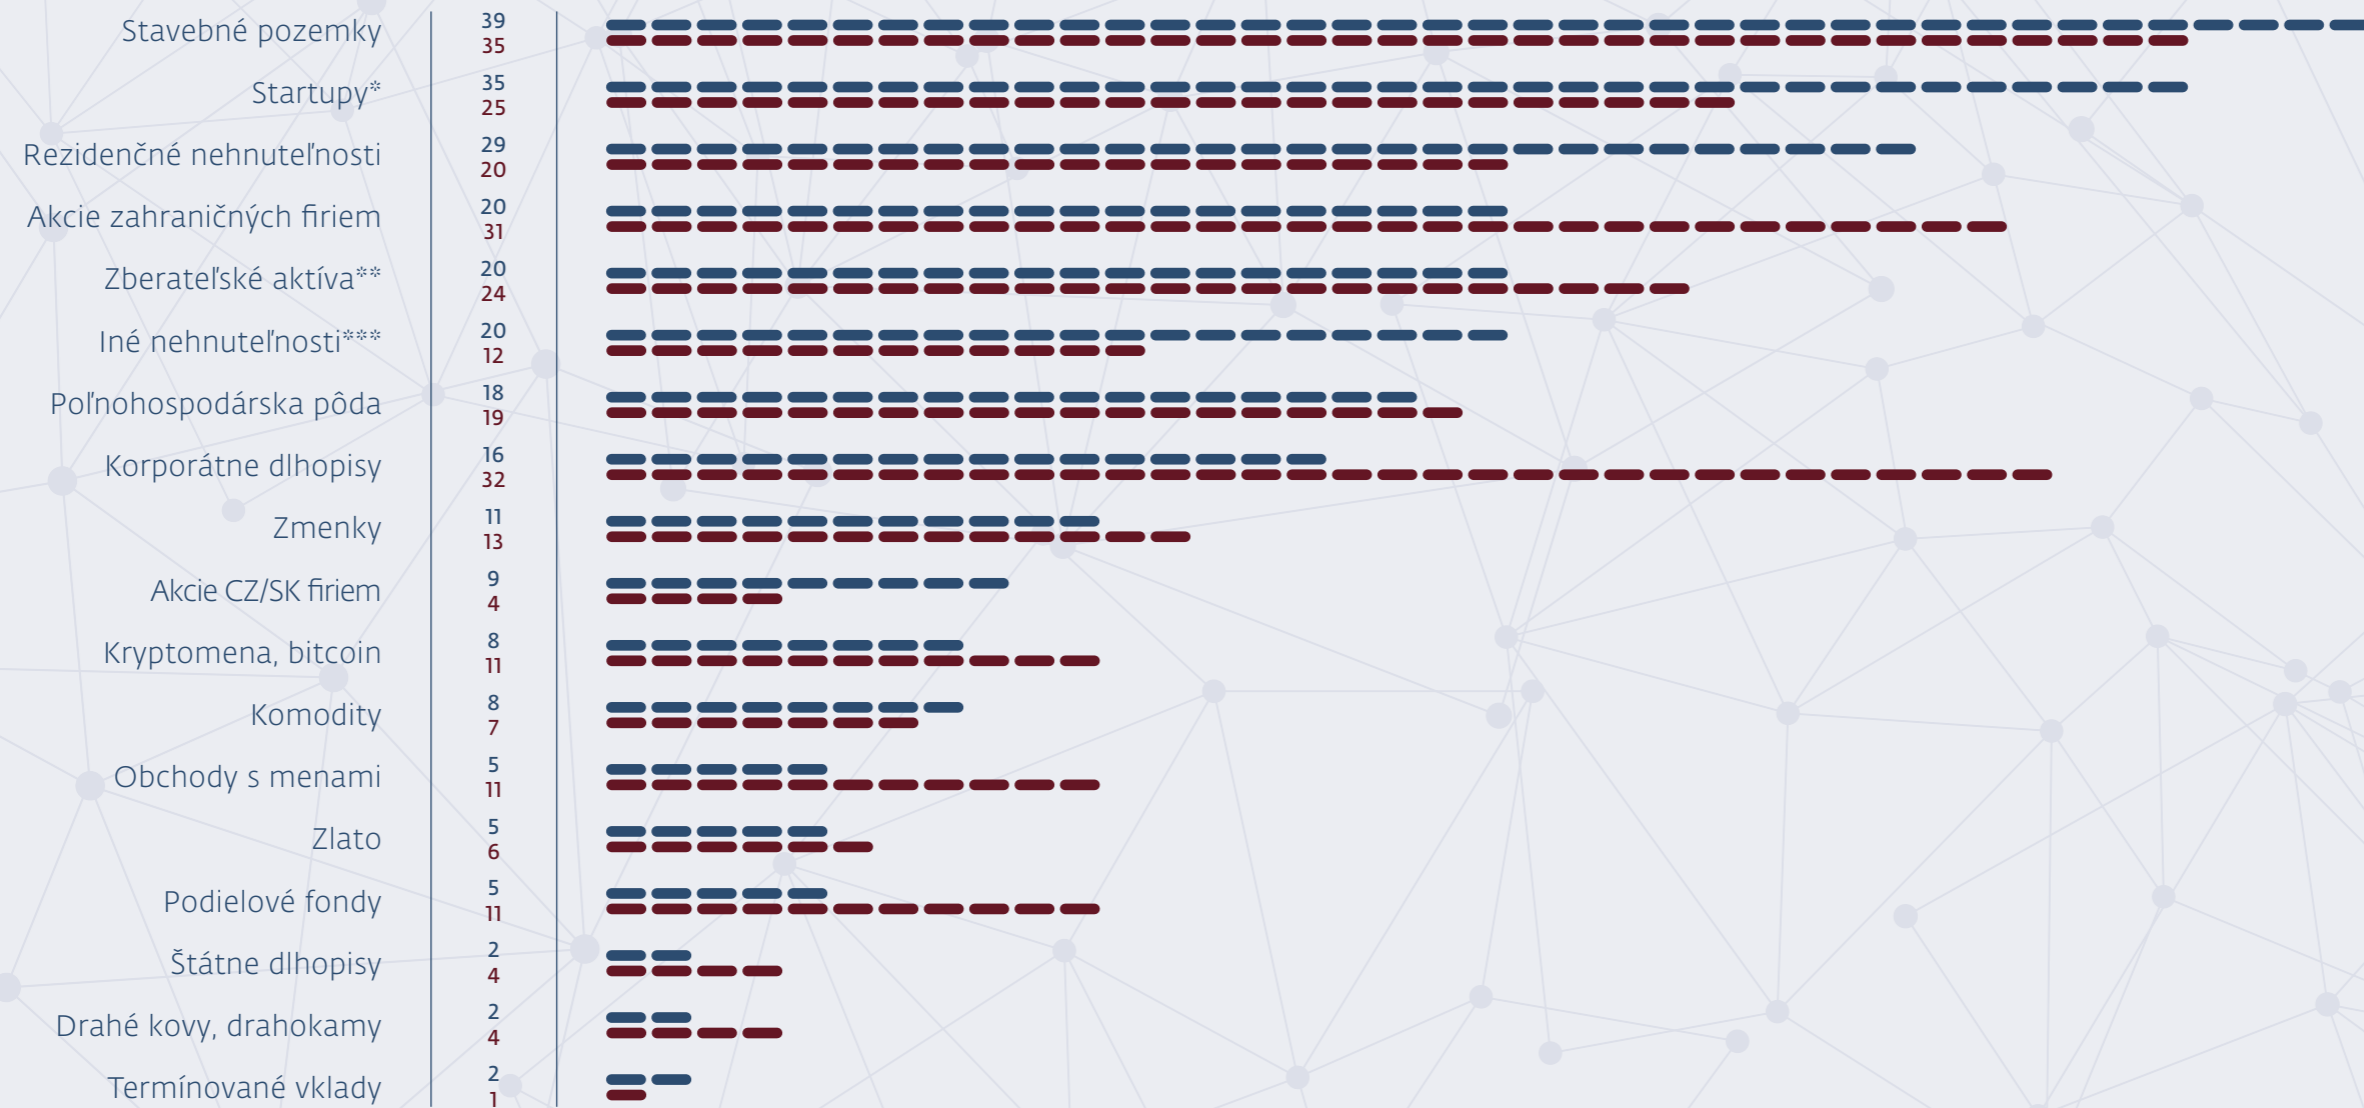 Stavebné pozemky 39
35
Startupy* 35
25
Rezidenčné nehnuteľnosti 29
20
Akcie zahraničných firiem 20
31
Zberateľské aktíva** 20
24
Iné nehnuteľnosti*** 20
12
Poľnohospodárska pôda 18
19
Korporátne dlhopisy 16
32
Zmenky 11
13
Akcie CZ/SK firiem 9
4
Kryptomena, bitcoin 8
11
Komodity 8
7
Obchody s menami 5
11
Zlato 5
6
Podielové fondy 5
11
Štátne dlhopisy 2
4
Drahé kovy, drahokamy 2
4
Termínované vklady 2
1